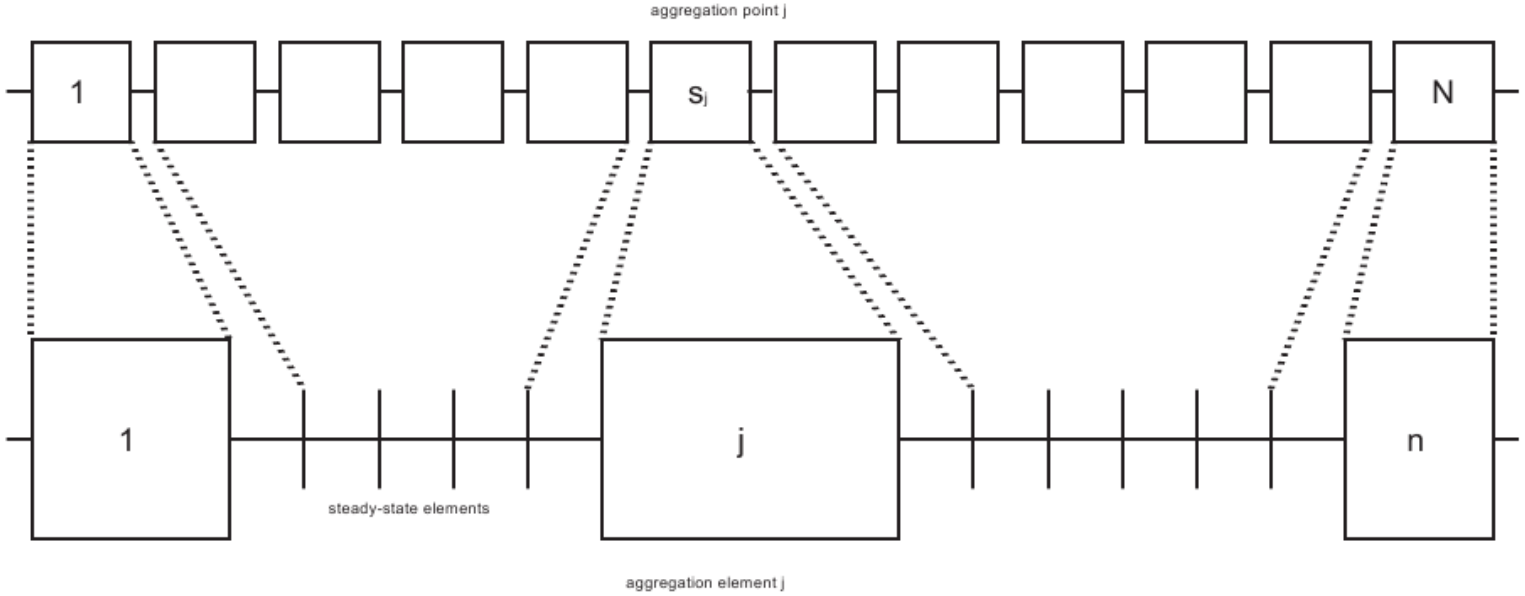 aggregation point j
1 sj N
1 j n
steady-state elements
aggregation element j